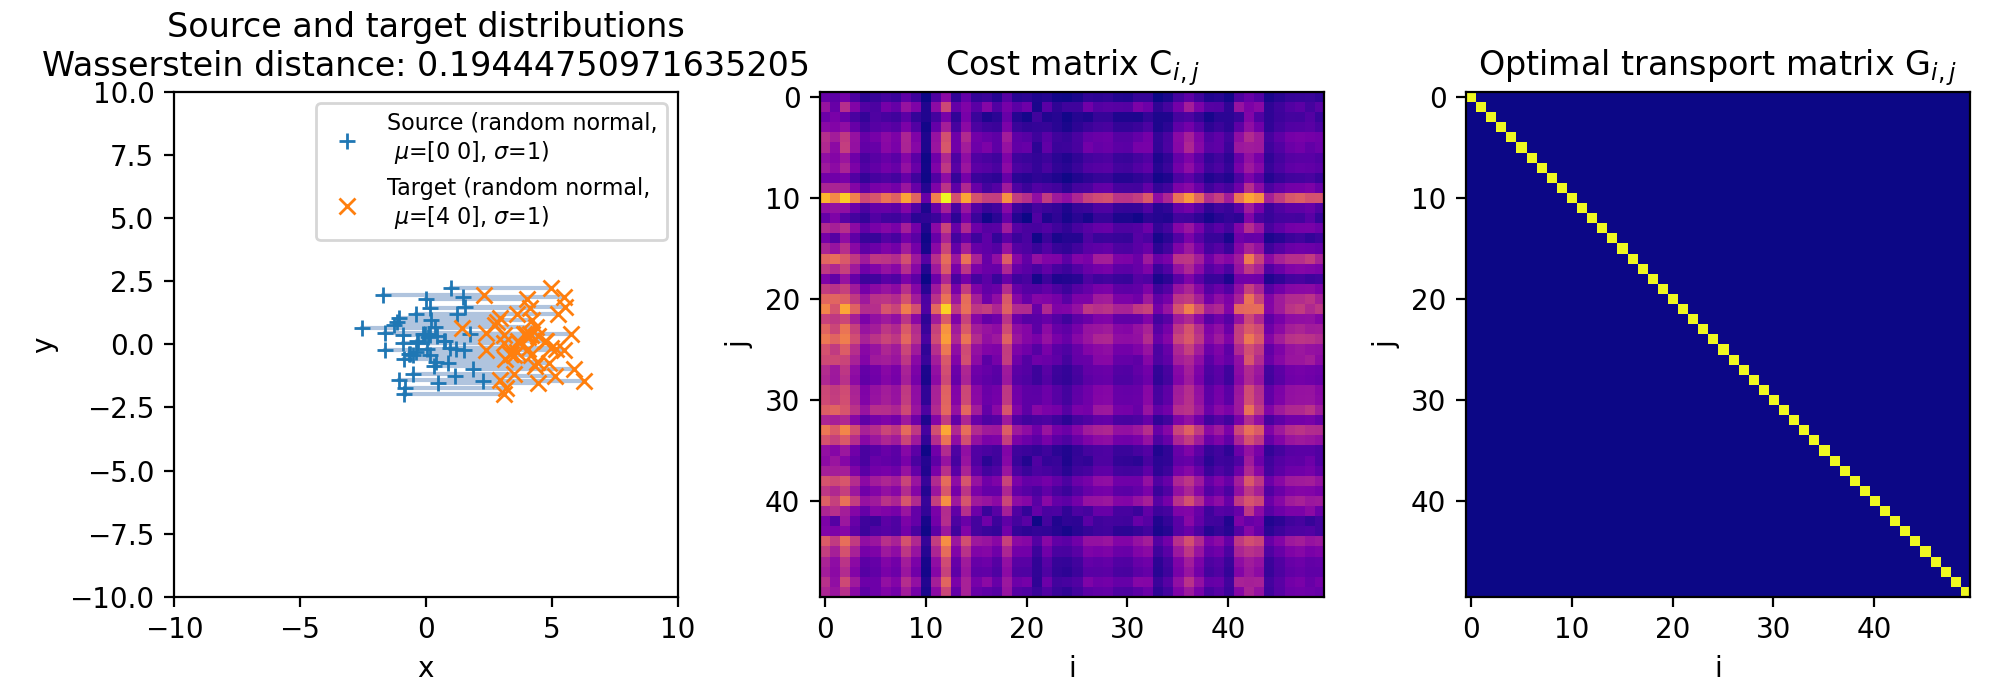 Source and target distributions
Wasserstein distance: 0.19444750971635205
Source (random normal,
μ=[0 0], σ=1)
Target (random normal,
μ=[4 0], σ=1)
10.0
7.5
5.0
2.5
0.0
−2.5
−5.0
−7.5
−10.0
y
−10
−5
0
5
10
x
Cost matrix C_{i,j}
0
10
20
30
40
j
0
10
20
30
40
i
Optimal transport matrix G_{i,j}
0
10
20
30
40
j
0
10
20
30
40
i